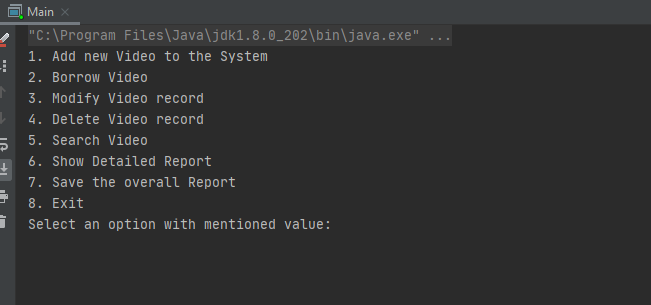 Main
"C:\Program Files\Java\jdk1.8.0_202\bin\java.exe" ...
1. Add new Video to the System
2. Borrow Video
3. Modify Video record
4. Delete Video record
5. Search Video
6. Show Detailed Report
7. Save the overall Report
8. Exit
Select an option with mentioned value: